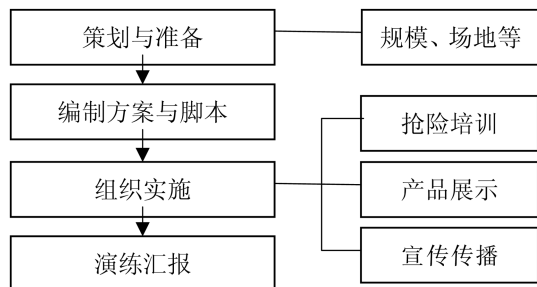 策划与准备
规模、场地等
编制方案与脚本
抢险培训
组织实施
产品展示
演练汇报
宣传传播